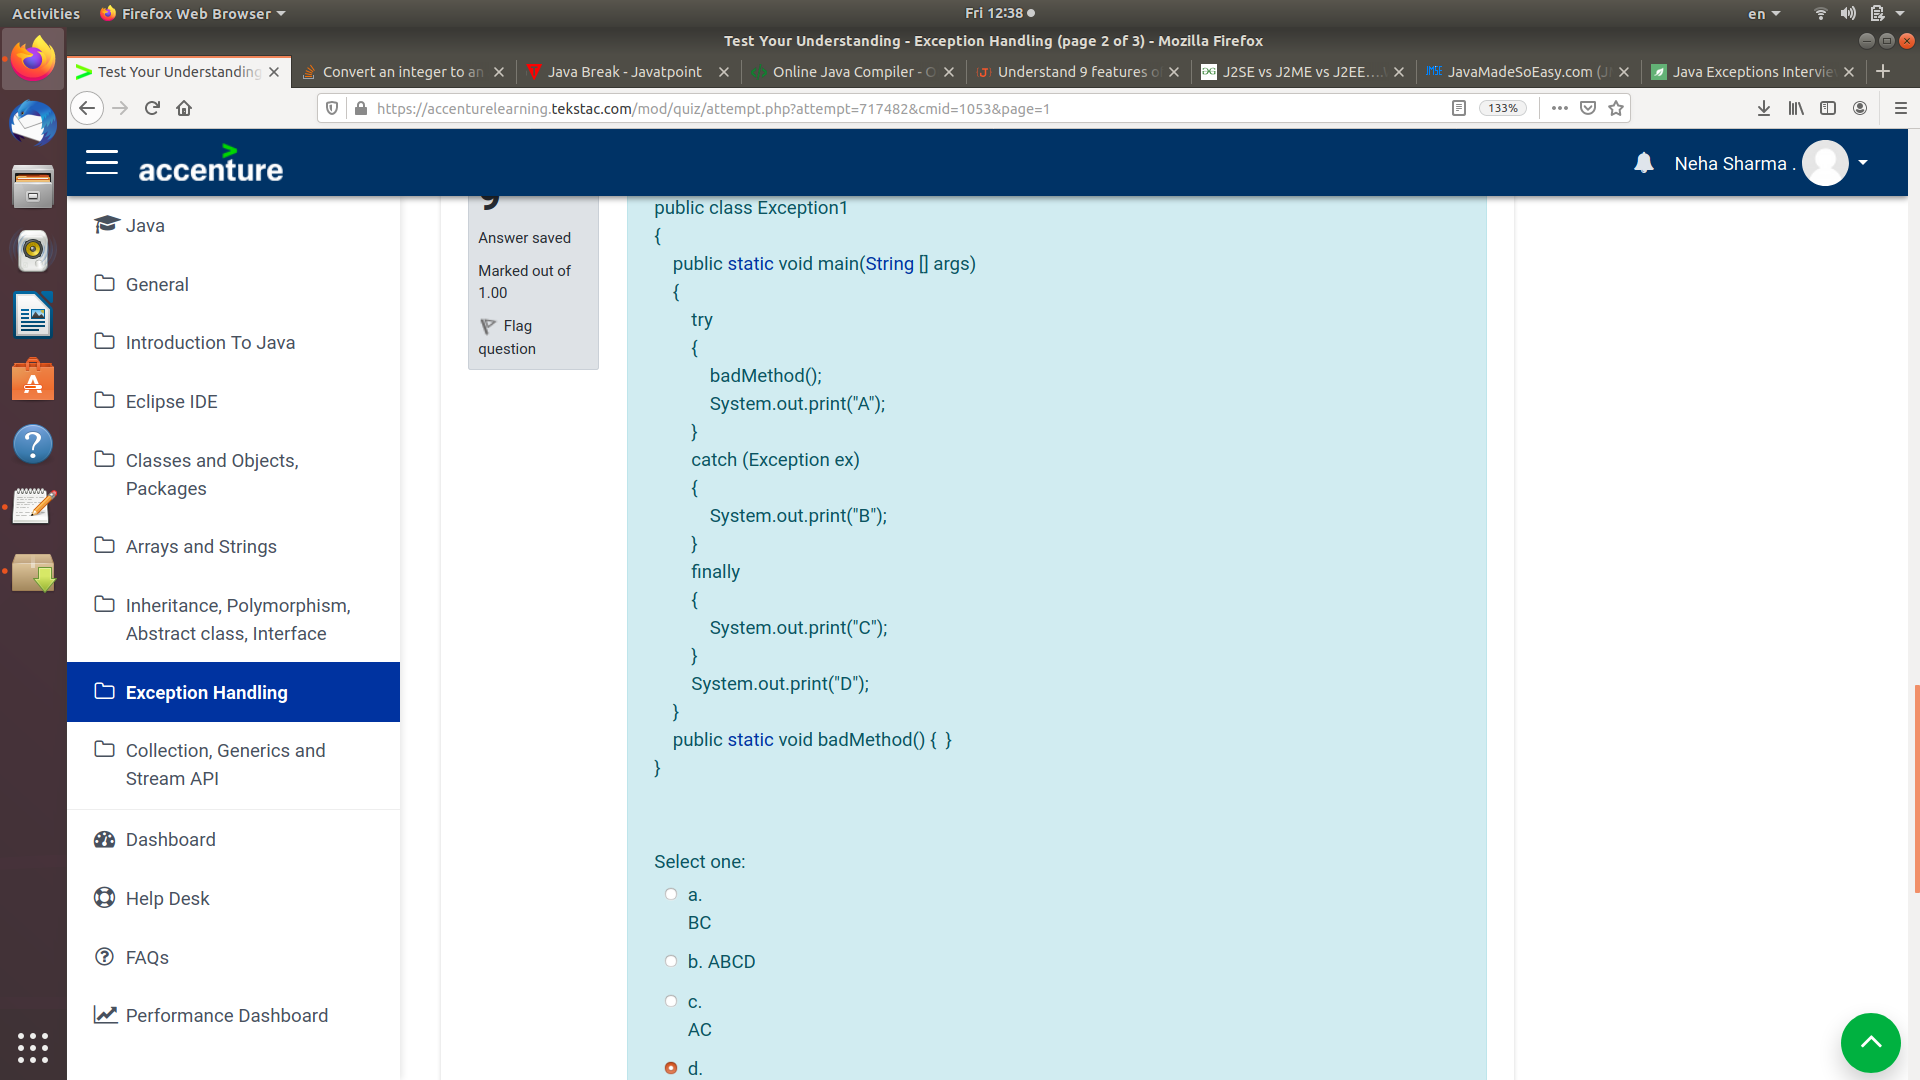 Activities
Firefox Web Browser
Fri 12:38
en
Test Your Understanding - Exception Handling (page 2 of 3) - Mozilla Firefox
Test Your Understanding
Convert an integer to an
Java Break - Javatpoint
Online Java Compiler - O
Understand 9 features o
J2SE vs J2ME vs J2EE....
JavaMadeSoEasy.com (J
Java Exceptions Intervie
https://accenturelearning.tekstac.com/mod/quiz/attempt.php?attempt=717482&cmid=1053&page=1
133%
accenture
Neha Sharma .
Java
General
Introduction To Java
Eclipse IDE
Classes and Objects,
Packages
Arrays and Strings
Inheritance, Polymorphism,
Abstract class, Interface
Exception Handling
Collection, Generics and
Stream API
Dashboard
Help Desk
FAQs
Performance Dashboard
9
Answer saved
Marked out of
1.00
Flag
question
public class Exception1
{
public static void main(String [] args)
{
try
{
badMethod();
System.out.print("A");
}
catch (Exception ex)
{
System.out.print("B");
}
finally
{
System.out.print("C");
}
System.out.print("D");
}
public static void badMethod() { }
}
Select one:
a.
BC
b. ABCD
c.
AC
d.